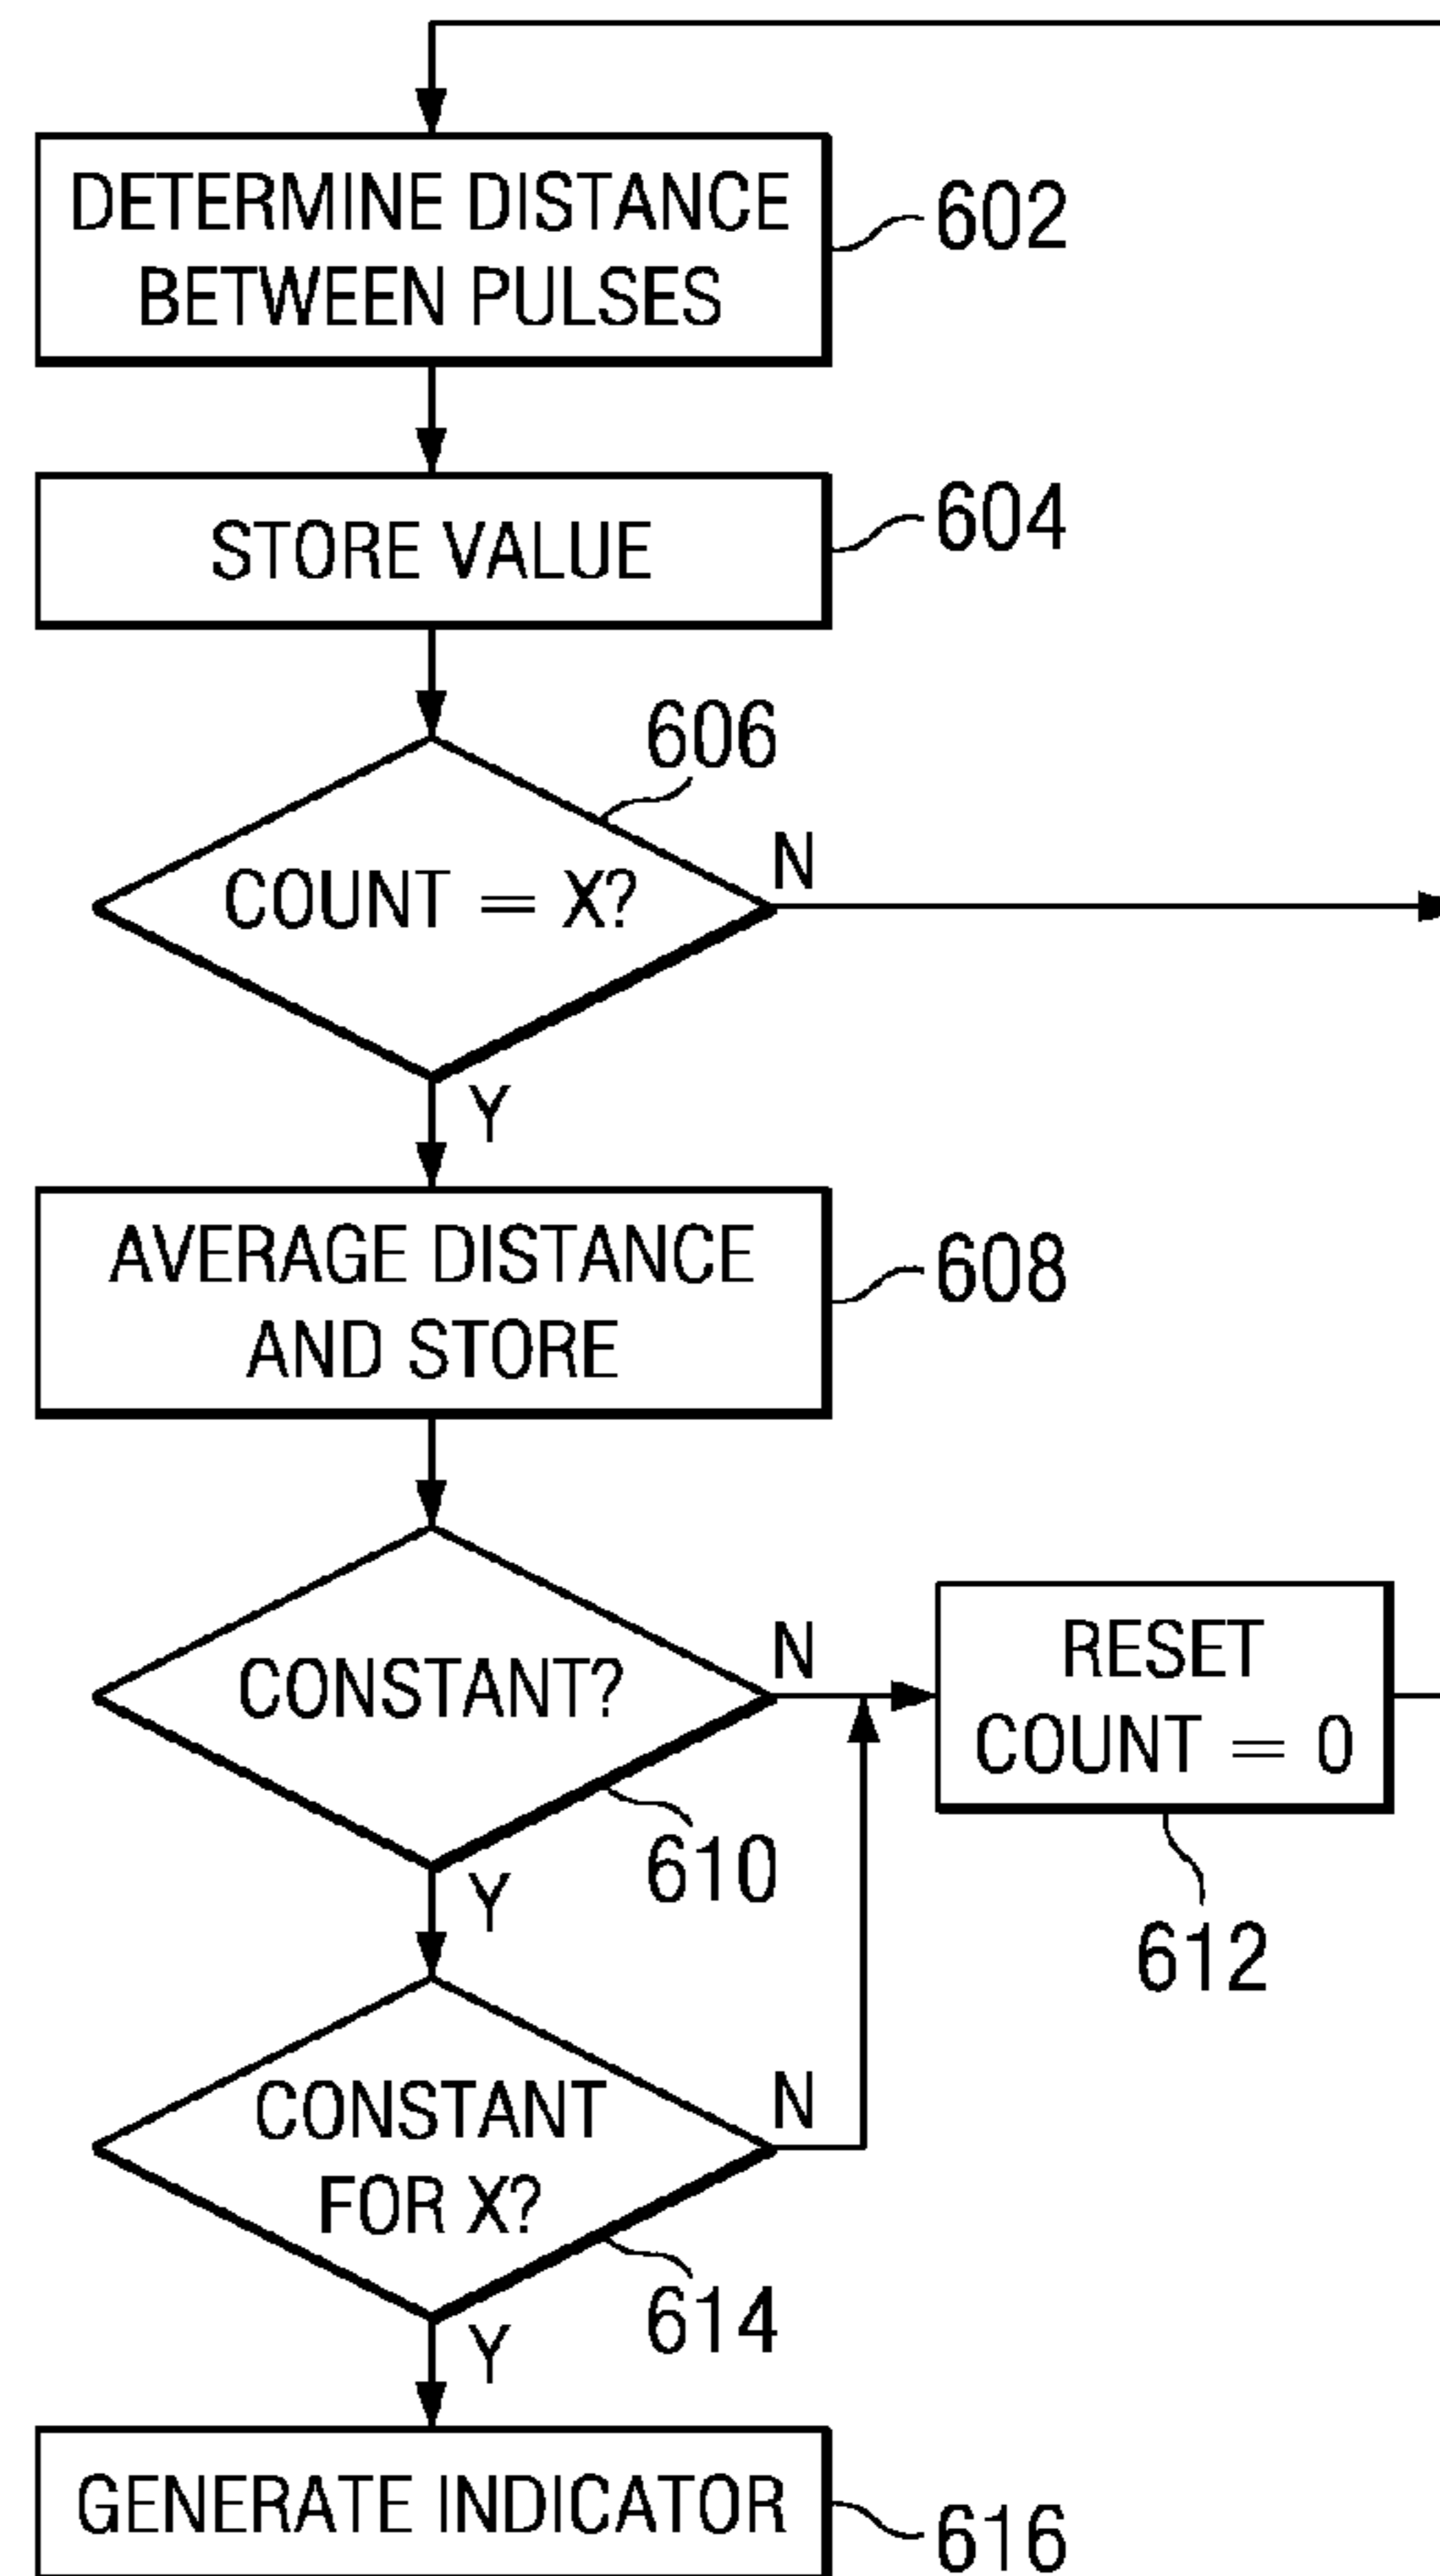 DETERMINE DISTANCE
BETWEEN PULSES
602
STORE VALUE
604
606
COUNT = X?
N
Y
AVERAGE DISTANCE
AND STORE
608
CONSTANT?
N
RESET
COUNT = 0
610
Y
612
CONSTANT
FOR X?
N
614
Y
GENERATE INDICATOR
616